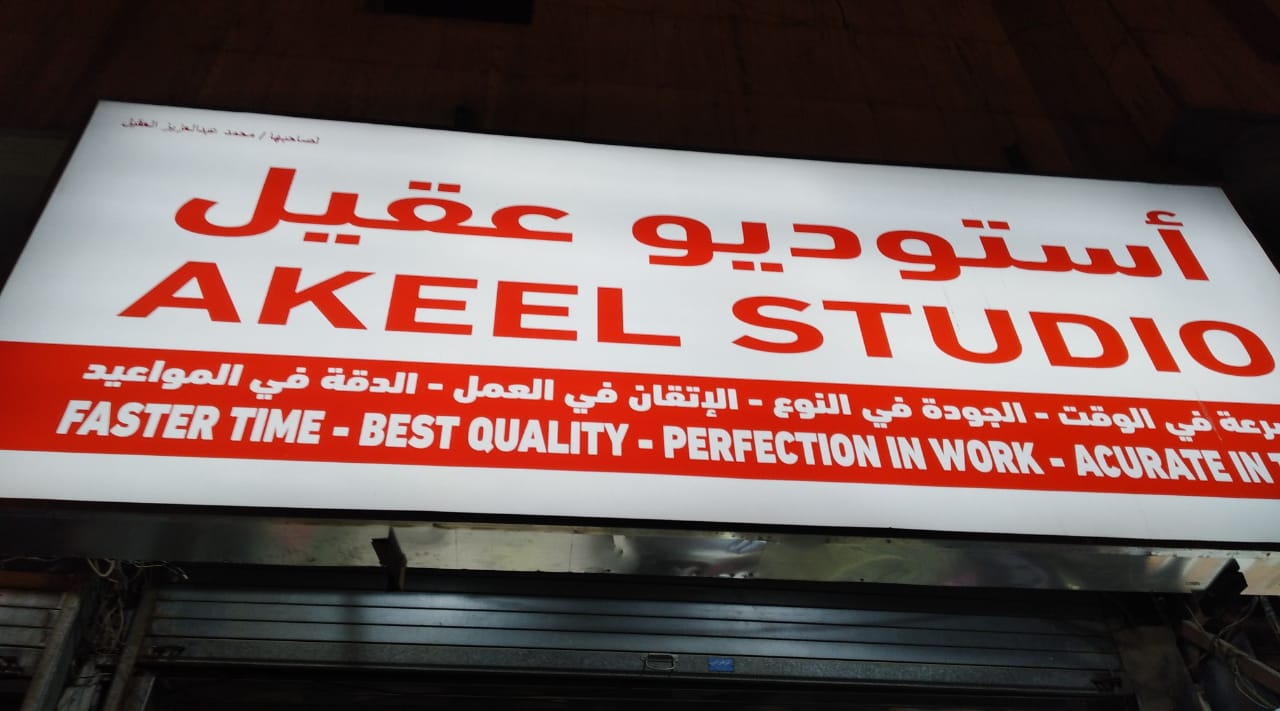 لصاحبها / محمد عبدالعزيز العقيل
أستوديو عقيل
AKEEL STUDIO
في الوقت - الجودة في النوع - الإتقان في العمل - الدقة في المواعيد
FASTER TIME - BEST QUALITY - PERFECTION IN WORK - ACURATE IN